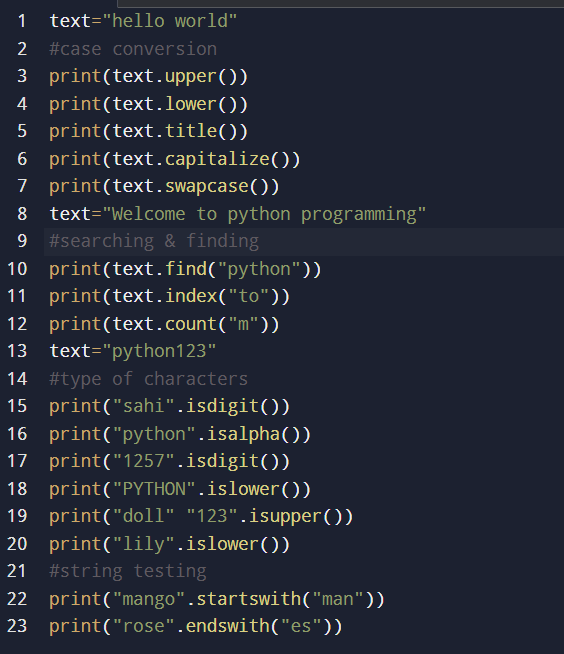 1 text="hello world"
2 #case conversion
3 print(text.upper())
4 print(text.lower())
5 print(text.title())
6 print(text.capitalize())
7 print(text.swapcase())
8 text="Welcome to python programming"
9 #searching & finding
10 print(text.find("python"))
11 print(text.index("to"))
12 print(text.count("m"))
13 text="python123"
14 #type of characters
15 print("sahi".isdigit())
16 print("python".isalpha())
17 print("1257".isdigit())
18 print("PYTHON".islower())
19 print("doll" "123".isupper())
20 print("lily".islower())
21 #string testing
22 print("mango".startswith("man"))
23 print("rose".endswith("es"))